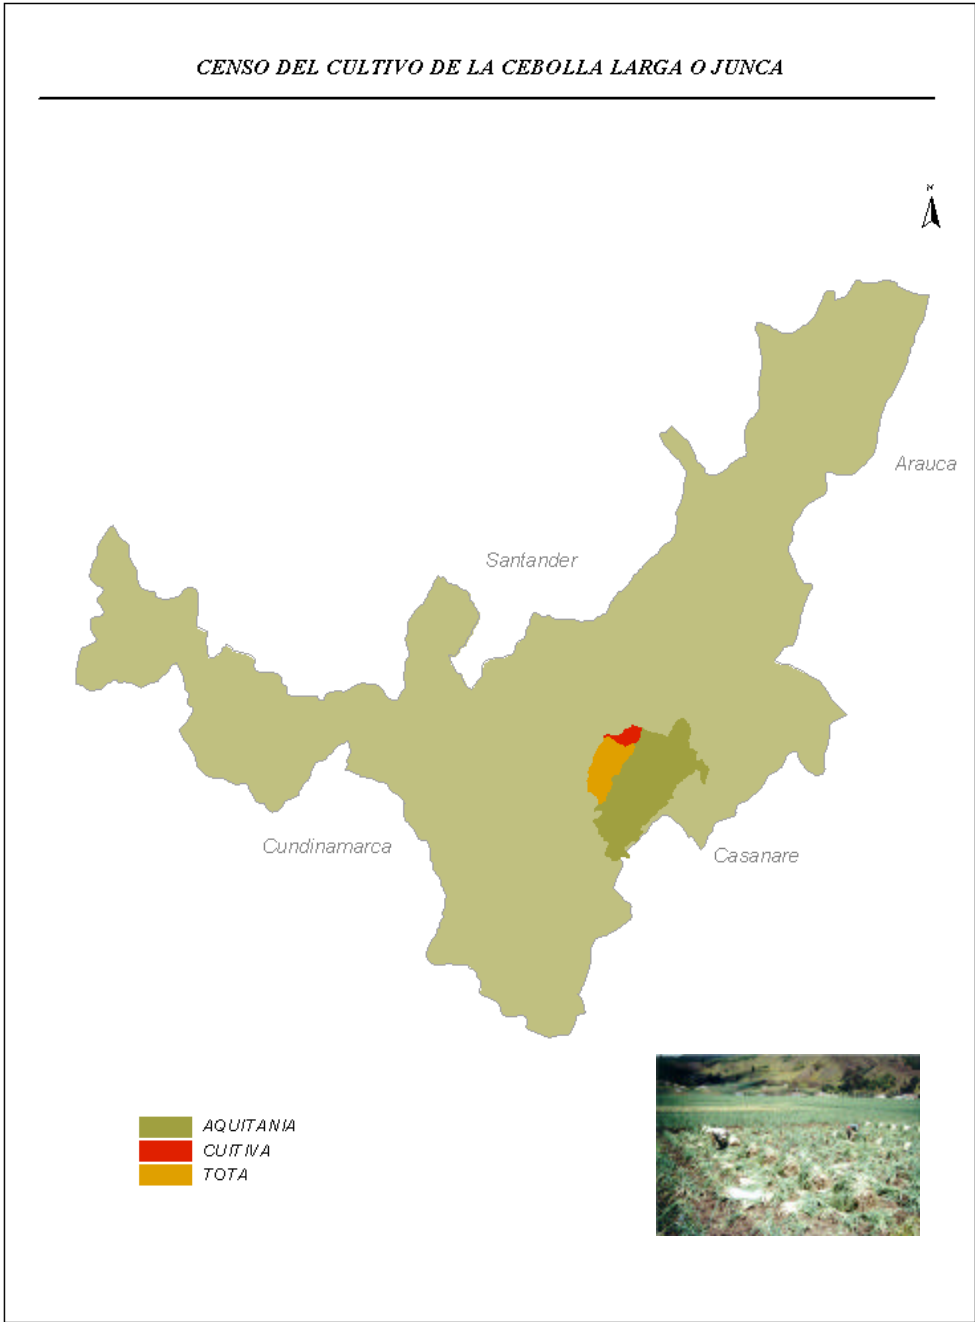 CENSO DEL CULTIVO DE LA CEBOLLA LARGA O JUNCA
N
Arauca
Santander
Cundinamarca
Casanare
AQUITANIA
CUITIVA
TOTA